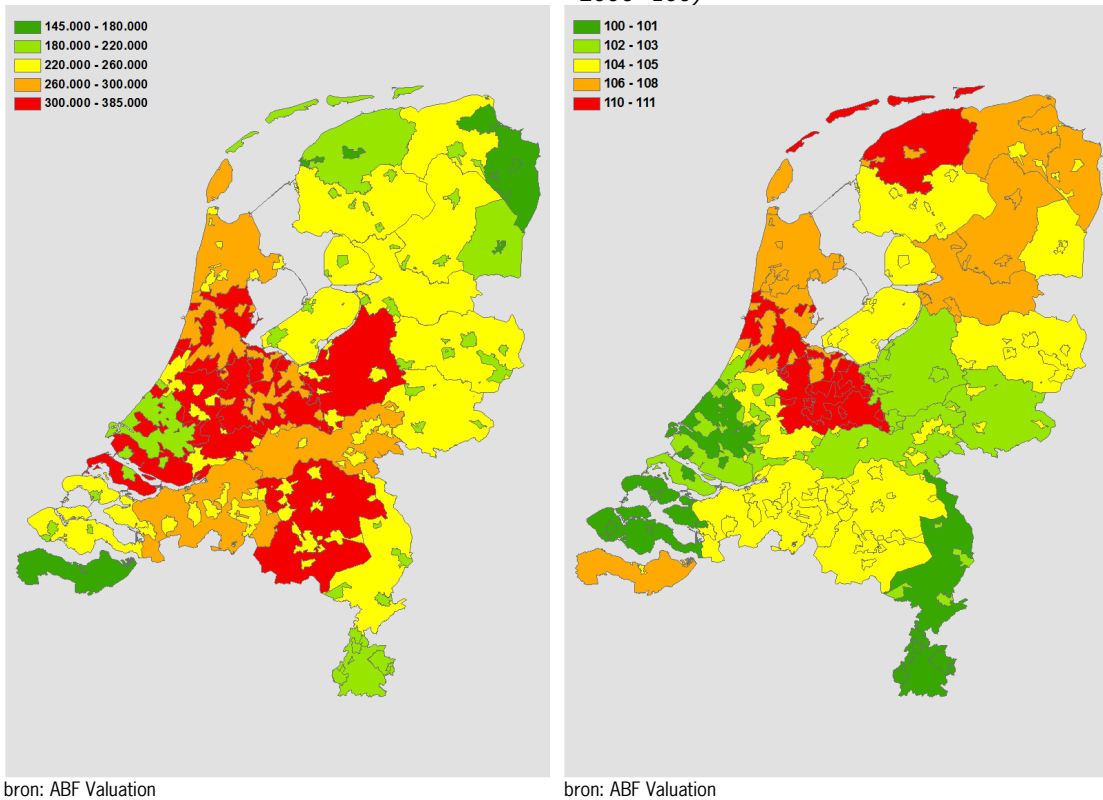 145.000 - 180.000
180.000 - 220.000
220.000 - 260.000
260.000 - 300.000
300.000 - 385.000
bron: ABF Valuation
100 - 101
102 - 103
104 - 105
106 - 108
110 - 111
bron: ABF Valuation